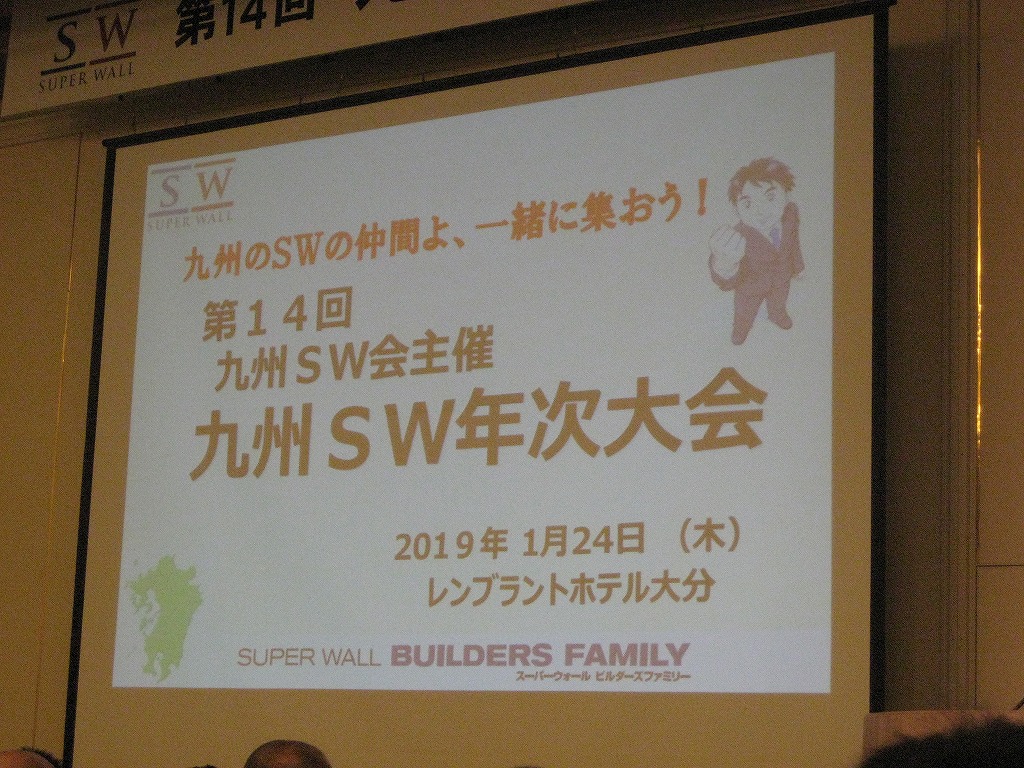 SW
SUPER WALL
第14回
SW
SUPER WALL
九州のSWの仲間よ、一緒に集おう！
第１４回
九州ＳＷ会主催
九州ＳＷ年次大会
2019年 1月24日 （木）
レンブラントホテル大分
SUPER WALL BUILDERS FAMILY
スーパーウォール ビルダーズファミリー